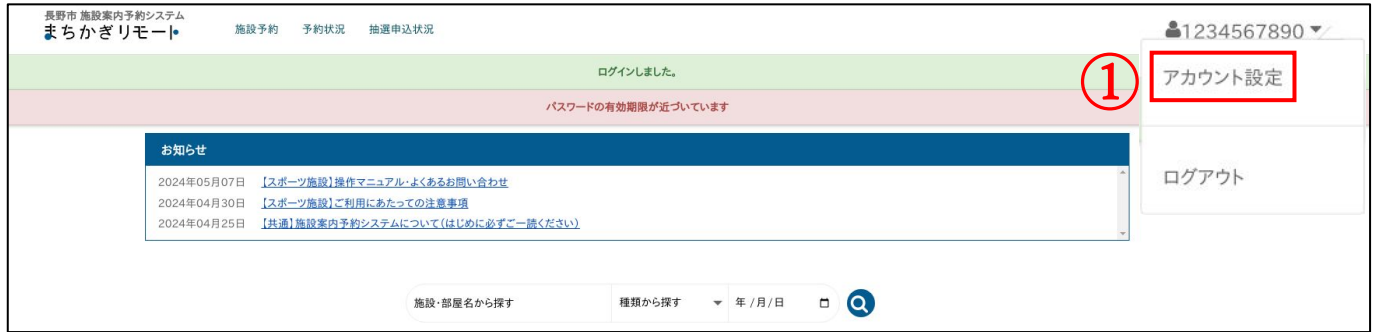 長野市 施設案内予約システム
まちかぎリモート 施設予約 予約状況 抽選申込状況 1234567890
ログインしました。
パスワードの有効期限が近づいています
① アカウント設定
ログアウト
お知らせ
2024年05月07日 【スポーツ施設】操作マニュアル・よくあるお問い合わせ
2024年04月30日 【スポーツ施設】ご利用にあたっての注意事項
2024年04月25日 【共通】施設案内予約システムについて(はじめに必ずご一読ください)
施設・部屋名から探す 種類から探す 年/月/日